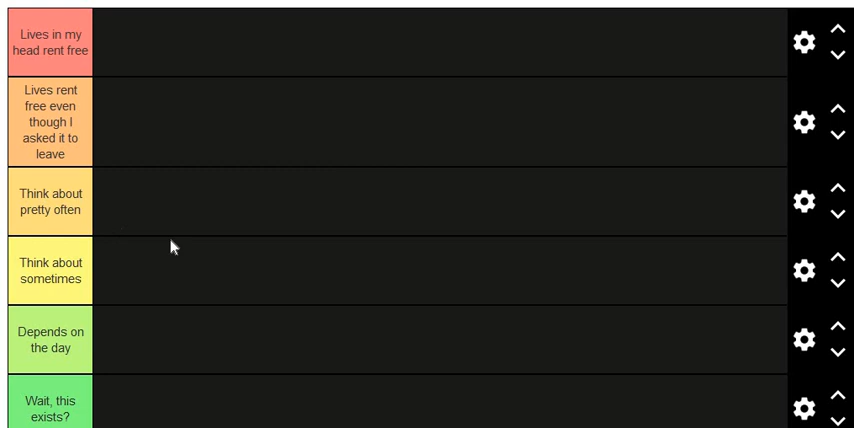 Lives in my
head rent free
Lives rent
free even
though I
asked it to
leave
Think about
pretty often
Think about
sometimes
Depends on
the day
Wait, this
exists?